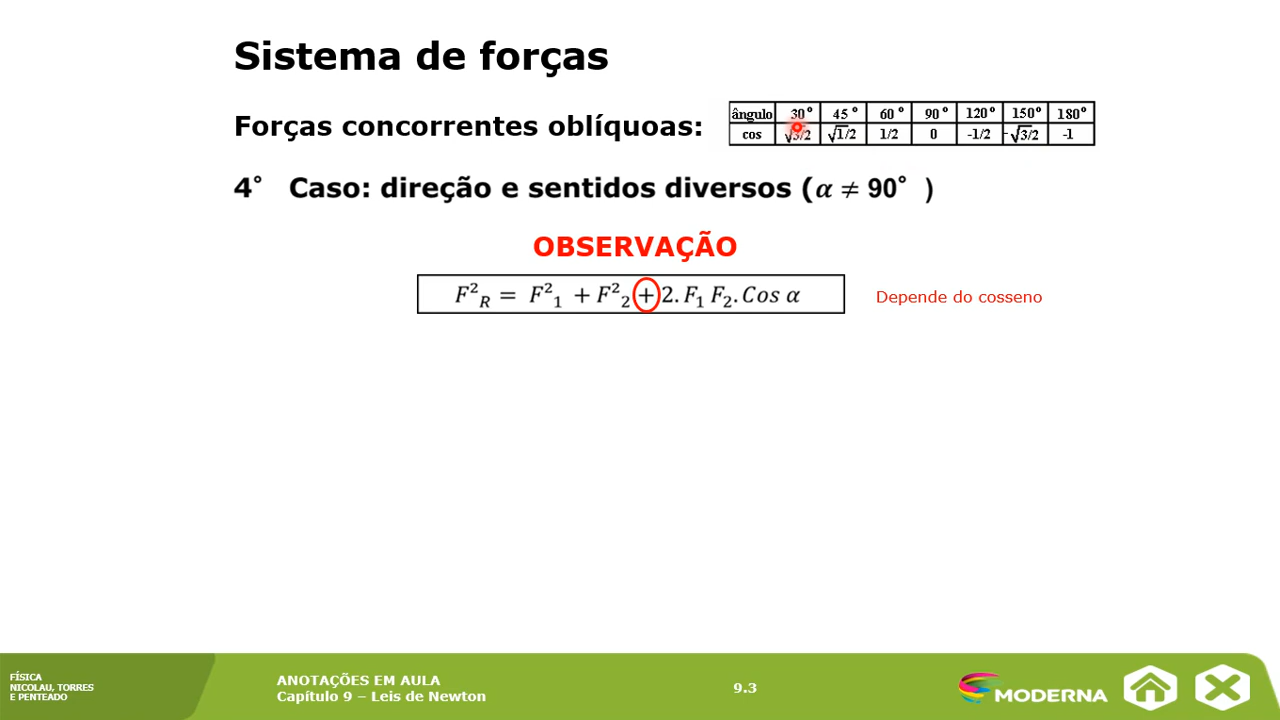 Sistema de forças
Forças concorrentes oblíquoas:
ângulo 30° 45° 60° 90° 120° 150° 180°
cos √3/2 √1/2 1/2 0 -1/2 -√3/2 -1
4° Caso: direção e sentidos diversos (α ≠ 90° )
OBSERVAÇÃO
F²_R = F²_1 + F²_2 + 2. F_1 F_2. Cos α
Depende do cosseno
FÍSICA
NICOLAU, TORRES
E PENTEADO
ANOTAÇÕES EM AULA
Capítulo 9 – Leis de Newton
9.3
MODERNA